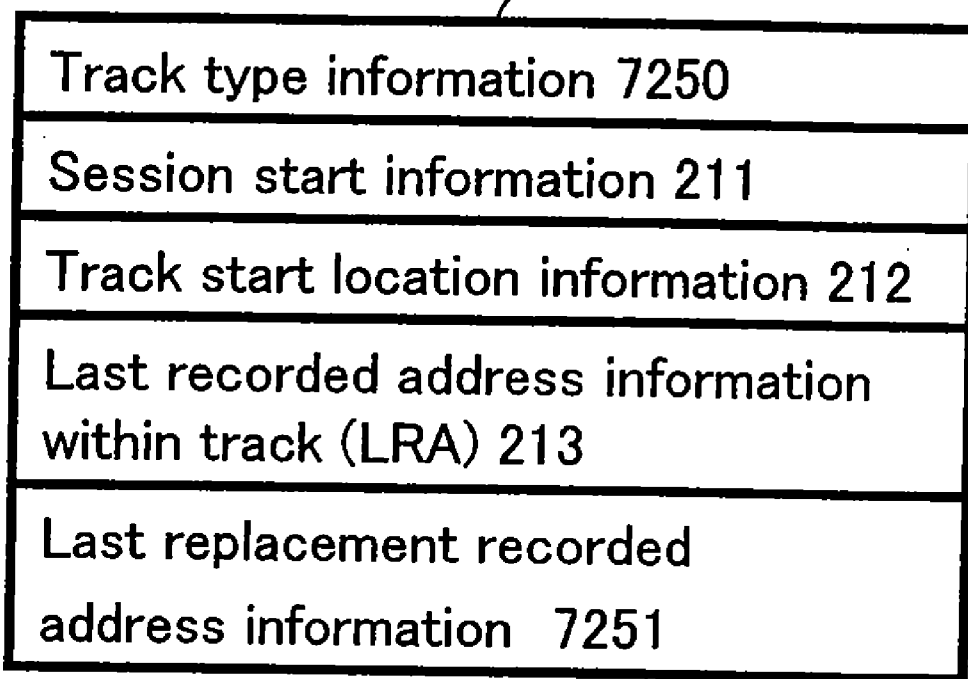 Track type information 7250
Session start information 211
Track start location information 212
Last recorded address information
within track (LRA) 213
Last replacement recorded
address information 7251